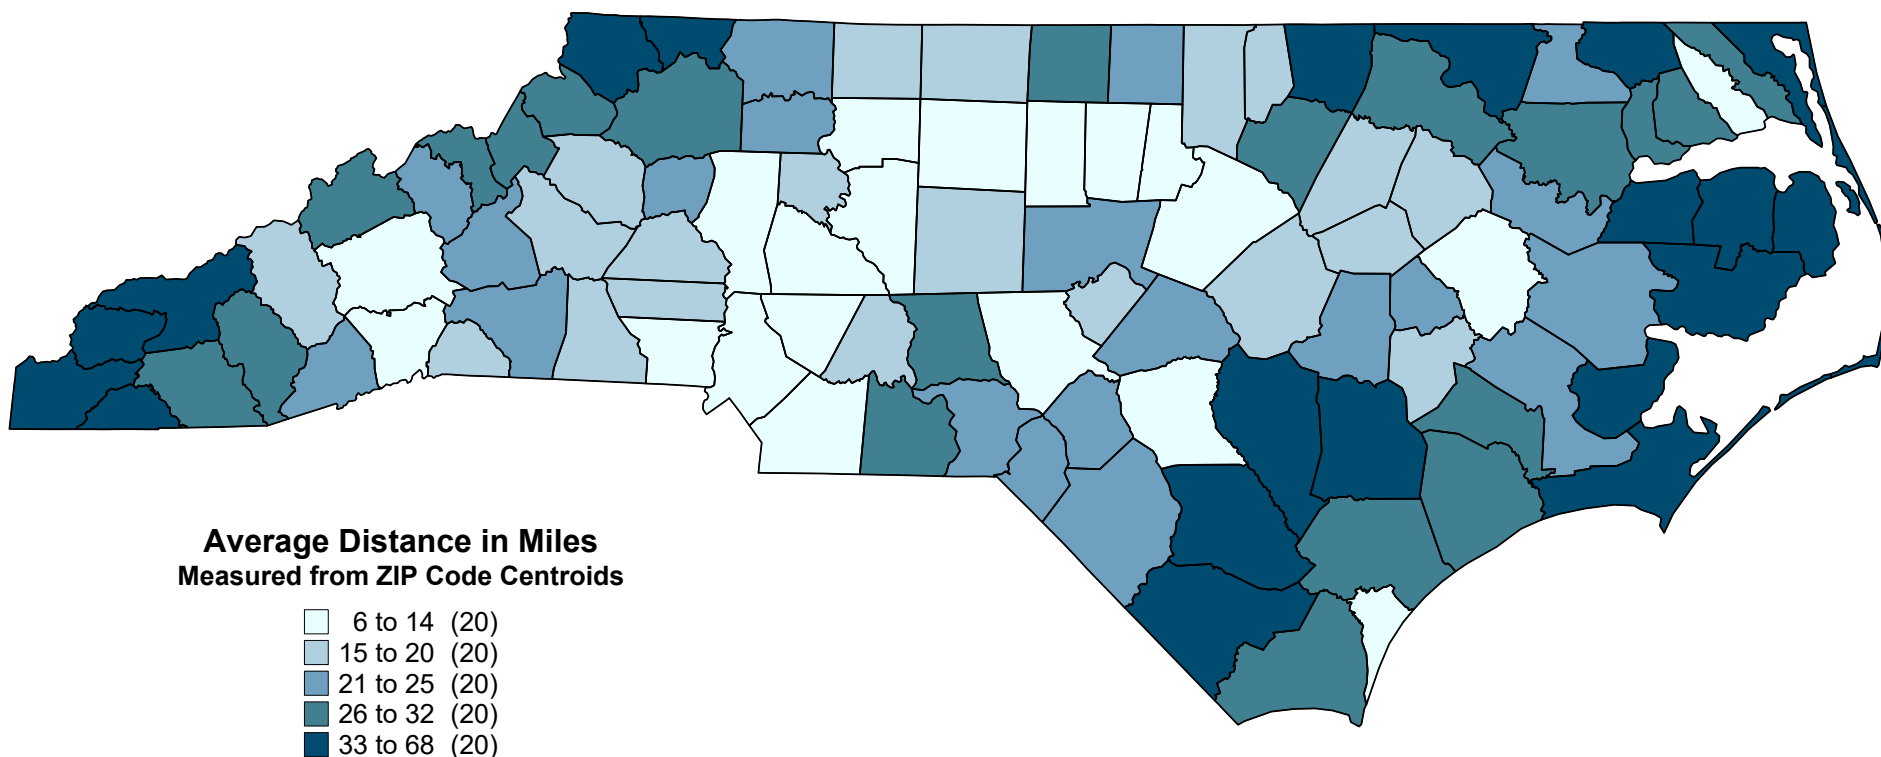 Average Distance in Miles
Measured from ZIP Code Centroids
6 to 14 (20)
15 to 20 (20)
21 to 25 (20)
26 to 32 (20)
33 to 68 (20)